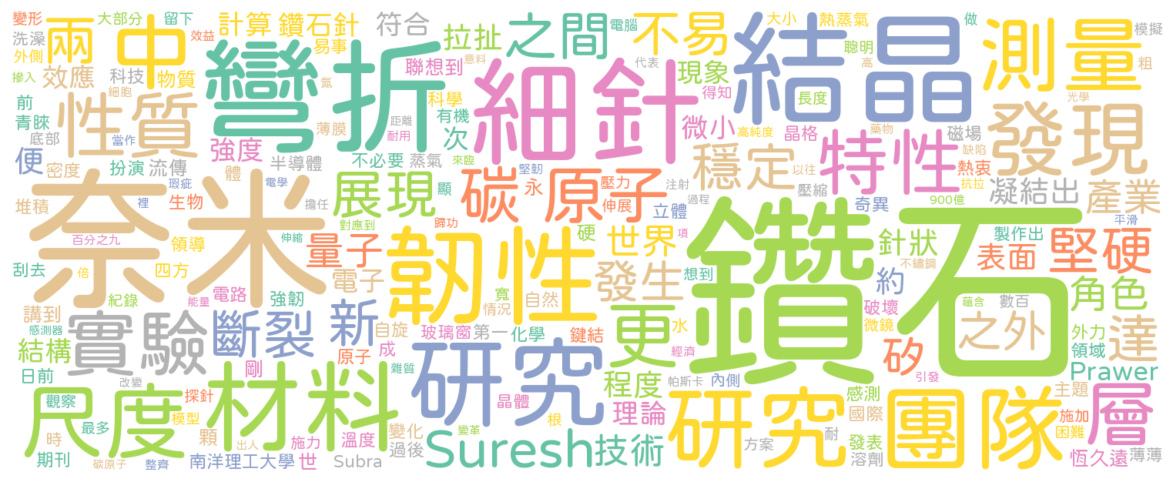 鑽石
奈米
彎折
細針
結晶
韌性
材料
尺度
研究
研究團隊
測量
發現
特性
性質
實驗
兩
中
之間
不易
碳
原子
展現
穩定
更
新
斷裂
層
堅硬
達
角色
之外
Suresh
技術
發生
世界
量子
電子
凝結出
產業
表面
針狀
約
矽
程度
理論
Prawer
微小
現象
拉扯
聯想到
符合
計算
鑽石針
物質
效應
科技
強度
便
次
結構
變形
大部分
留下
效益
洗澡
外側
易事
電腦
意料
代表
大小
熱蒸氣
做
聰明
高
模擬
粗
摻入
細胞
氮
科學
有機
得知
長度
光學
前
青睞
底部
當作
薄膜
距離
耐用
高純度
晶格
藥物
磁場
缺陷
密度
扮演
流傳
半導體
不必要
蒸氣
來臨
堅韌
熱衷
以往
體
瑕疵
電學
顯
永
壓力
注射
壓縮
抗拉
堆積
生物
裡
擔任
伸展
立體
過程
奇異
900億
平滑
百分之九
領導
伸縮
對應到
歸功
硬
項
製作出
刮去
倍
四方
想到
不鏽鋼
講到
紀錄
能量
電路
強韌
寬
情況
自然
破壞
蘊含
數百
感測器
自旋
玻璃窗
第一
化學
鍵結
水
微鏡
外力
領域
日前
改變
剛
原子
成
雜質
經濟
引發
觀察
探針
帕斯卡
內側
感測
主題
最多
模型
顆
晶體
根
國際
施加
時
施力
溫度
變化
變革
方案
耐
發表
困難
期刊
碳原子
整齊
南洋理工大學
出人
世
Subra
過後
溶劑
恆久遠
薄薄